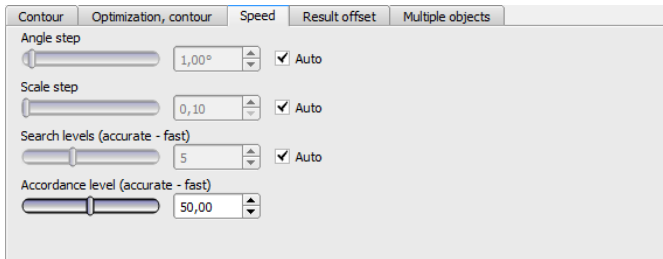 Contour Optimization, contour Speed Result offset Multiple objects
Angle step
1,00° Auto
Scale step
0,10 Auto
Search levels (accurate - fast)
5 Auto
Accordance level (accurate - fast)
50,00